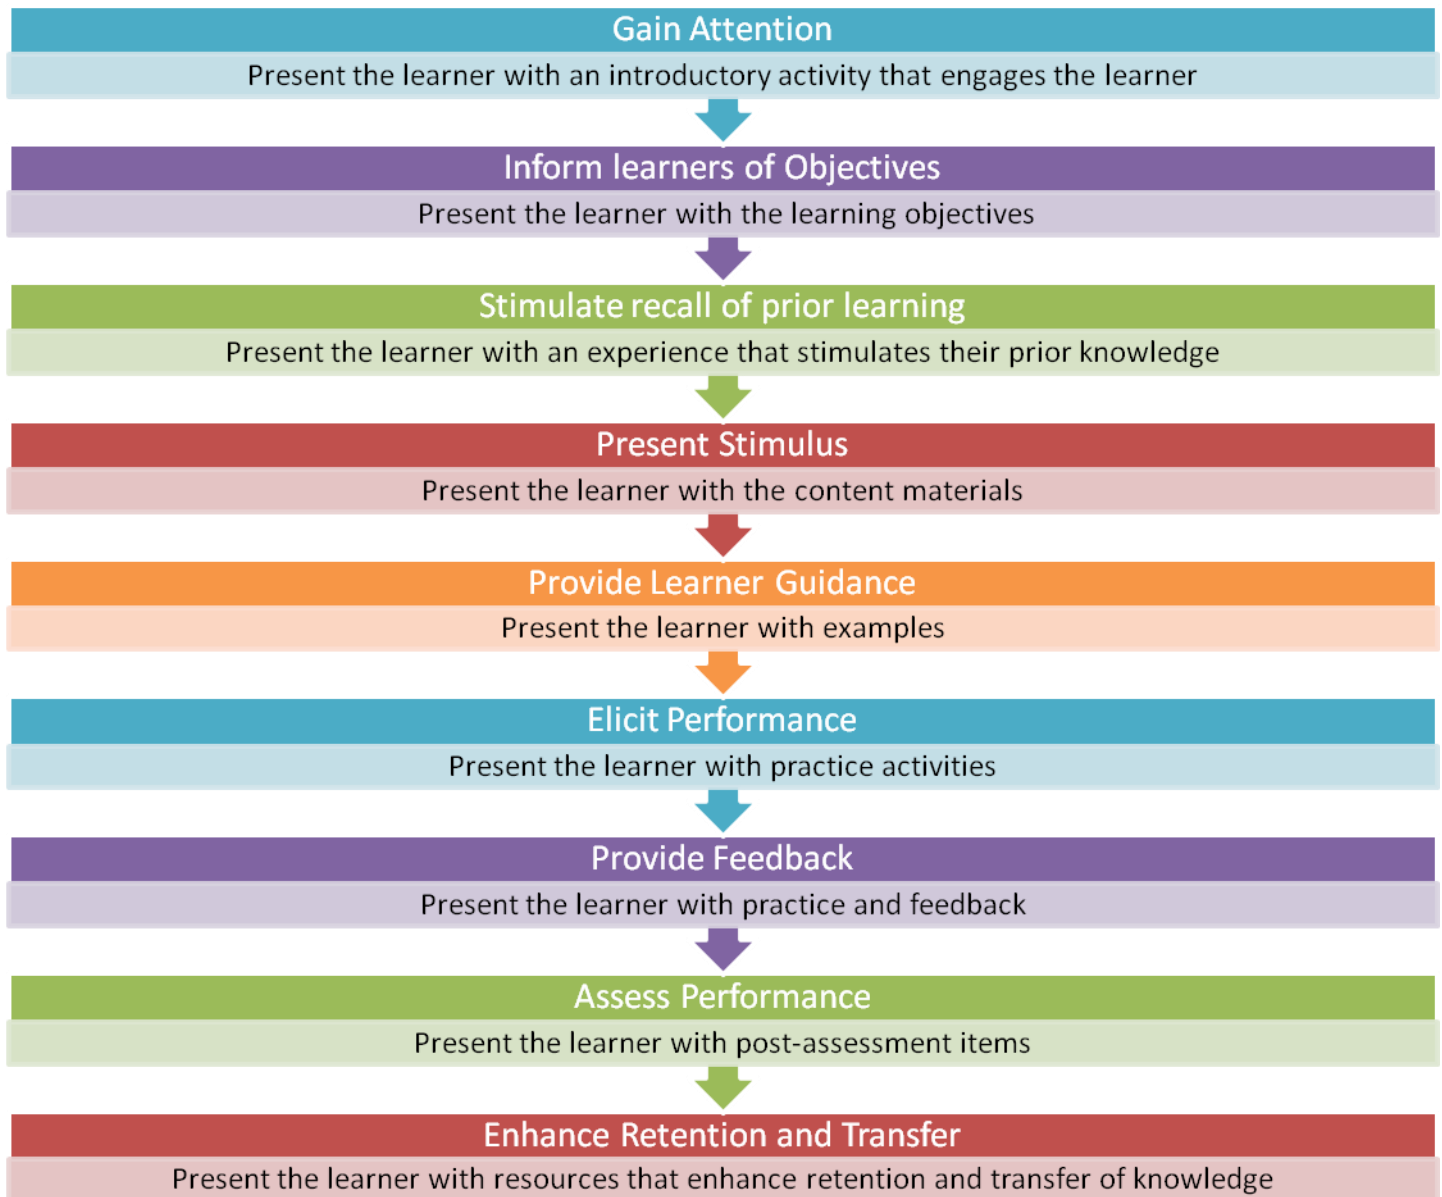 Gain Attention
Present the learner with an introductory activity that engages the learner
Inform learners of Objectives
Present the learner with the learning objectives
Stimulate recall of prior learning
Present the learner with an experience that stimulates their prior knowledge
Present Stimulus
Present the learner with the content materials
Provide Learner Guidance
Present the learner with examples
Elicit Performance
Present the learner with practice activities
Provide Feedback
Present the learner with practice and feedback
Assess Performance
Present the learner with post-assessment items
Enhance Retention and Transfer
Present the learner with resources that enhance retention and transfer of knowledge